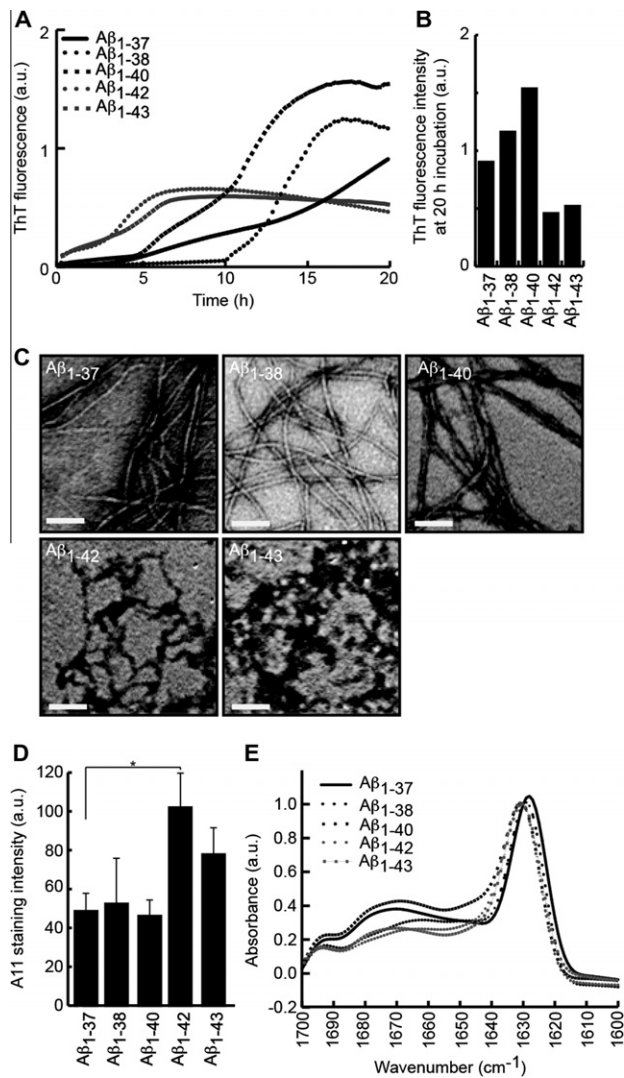 A
Aβ1-37
Aβ1-38
Aβ1-40
Aβ1-42
Aβ1-43
2
1
0
ThT fluorescence (a.u.)
0 5 10 15 20
Time (h)
B
2
1
0
ThT fluorescence intensity
at 20 h incubation (a.u.)
Aβ1-37
Aβ1-38
Aβ1-40
Aβ1-42
Aβ1-43
C
Aβ1-37
Aβ1-38
Aβ1-40
Aβ1-42
Aβ1-43
D
*
120
100
80
60
40
20
0
A11 staining intensity (a.u.)
Aβ1-37
Aβ1-38
Aβ1-40
Aβ1-42
Aβ1-43
E
Aβ1-37
Aβ1-38
Aβ1-40
Aβ1-42
Aβ1-43
1.0
0.8
0.6
0.4
0.2
0.0
-0.2
Absorbance (a.u.)
1700 1690 1680 1670 1660 1650 1640 1630 1620 1610 1600
Wavenumber (cm-1)